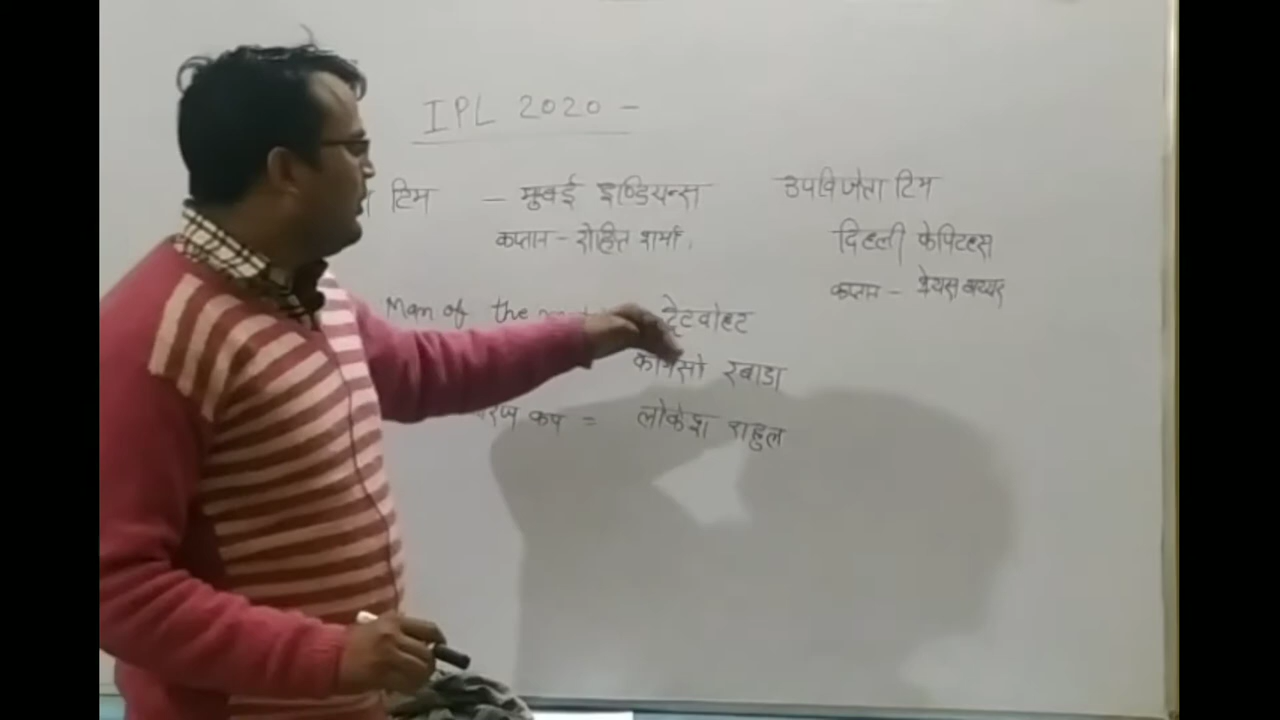 IPL 2020 -
टिम - मुम्बई इण्डियन्स उपविजेता टिम
कप्तान - रोहित शर्मा. दिल्ली केपिटल्स
कप्तान - श्रेयस अय्यर
Man of the ट्रेटबोल्ट
रबाडा
कप = लोकेश राहुल